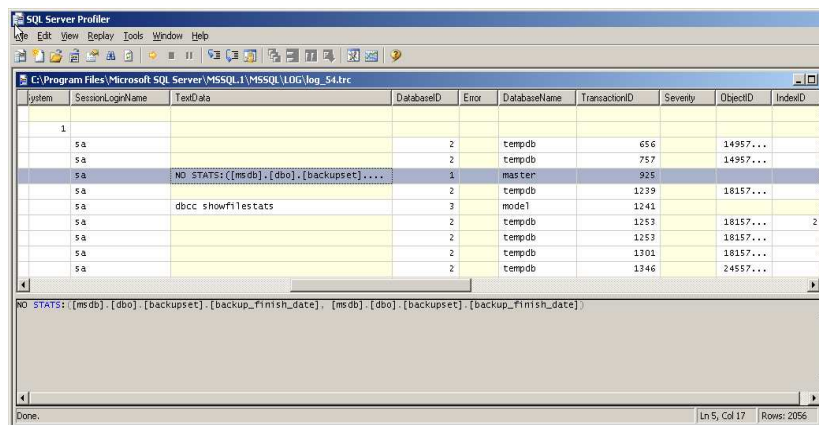 SQL Server Profiler
Edit View Replay Tools Window Help
C:\Program Files\Microsoft SQL Server\MSSQL.1\MSSQL\LOG\log_54.trc
System SessionLoginName TextData DatabaseID Error DatabaseName TransactionID Severity ObjectID IndexID
1
sa 2 tempdb 656 14957...
sa 2 tempdb 757 14957...
sa NO STATS:([msdb].[dbo].[backupset].... 1 master 925
sa 2 tempdb 1239 18157...
sa dbcc showfilestats 3 model 1241
sa 2 tempdb 1253 18157... 2
sa 2 tempdb 1253 18157...
sa 2 tempdb 1301 18157...
sa 2 tempdb 1346 24557...
NO STATS:([msdb].[dbo].[backupset].[backup_finish_date], [msdb].[dbo].[backupset].[backup_finish_date])
Done. Ln 5, Col 17 Rows: 2056